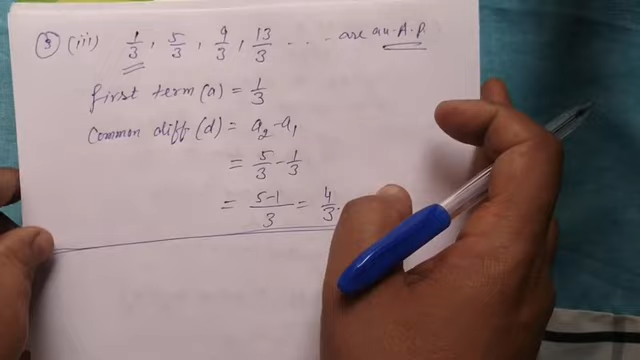 ③ (iii) 1/3, 5/3, 9/3, 13/3 . . . . are an A.P.
first term (a) = 1/3
Common diff (d) = a₂ - a₁
= 5/3 - 1/3
= 5-1/3 = 4/3.